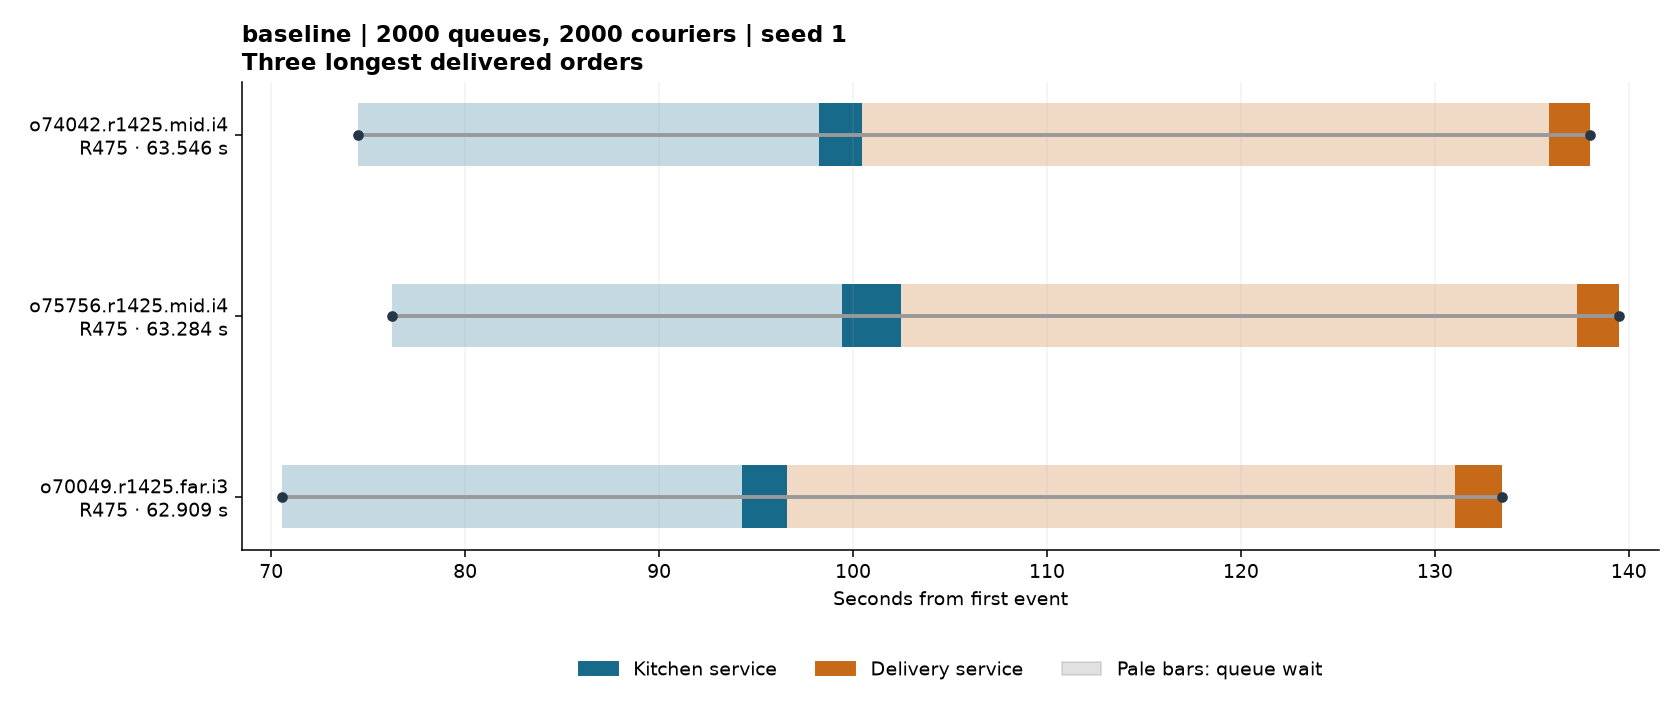 baseline | 2000 queues, 2000 couriers | seed 1
Three longest delivered orders
o74042.r1425.mid.i4
R475 · 63.546 s
o75756.r1425.mid.i4
R475 · 63.284 s
o70049.r1425.far.i3
R475 · 62.909 s
70 80 90 100 110 120 130 140
Seconds from first event
Kitchen service Delivery service Pale bars: queue wait